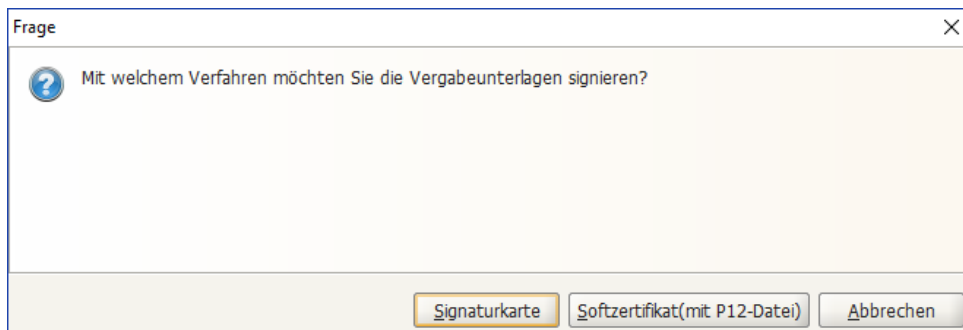 Frage
Mit welchem Verfahren möchten Sie die Vergabeunterlagen signieren?
Signaturkarte Softzertifikat(mit P12-Datei) Abbrechen